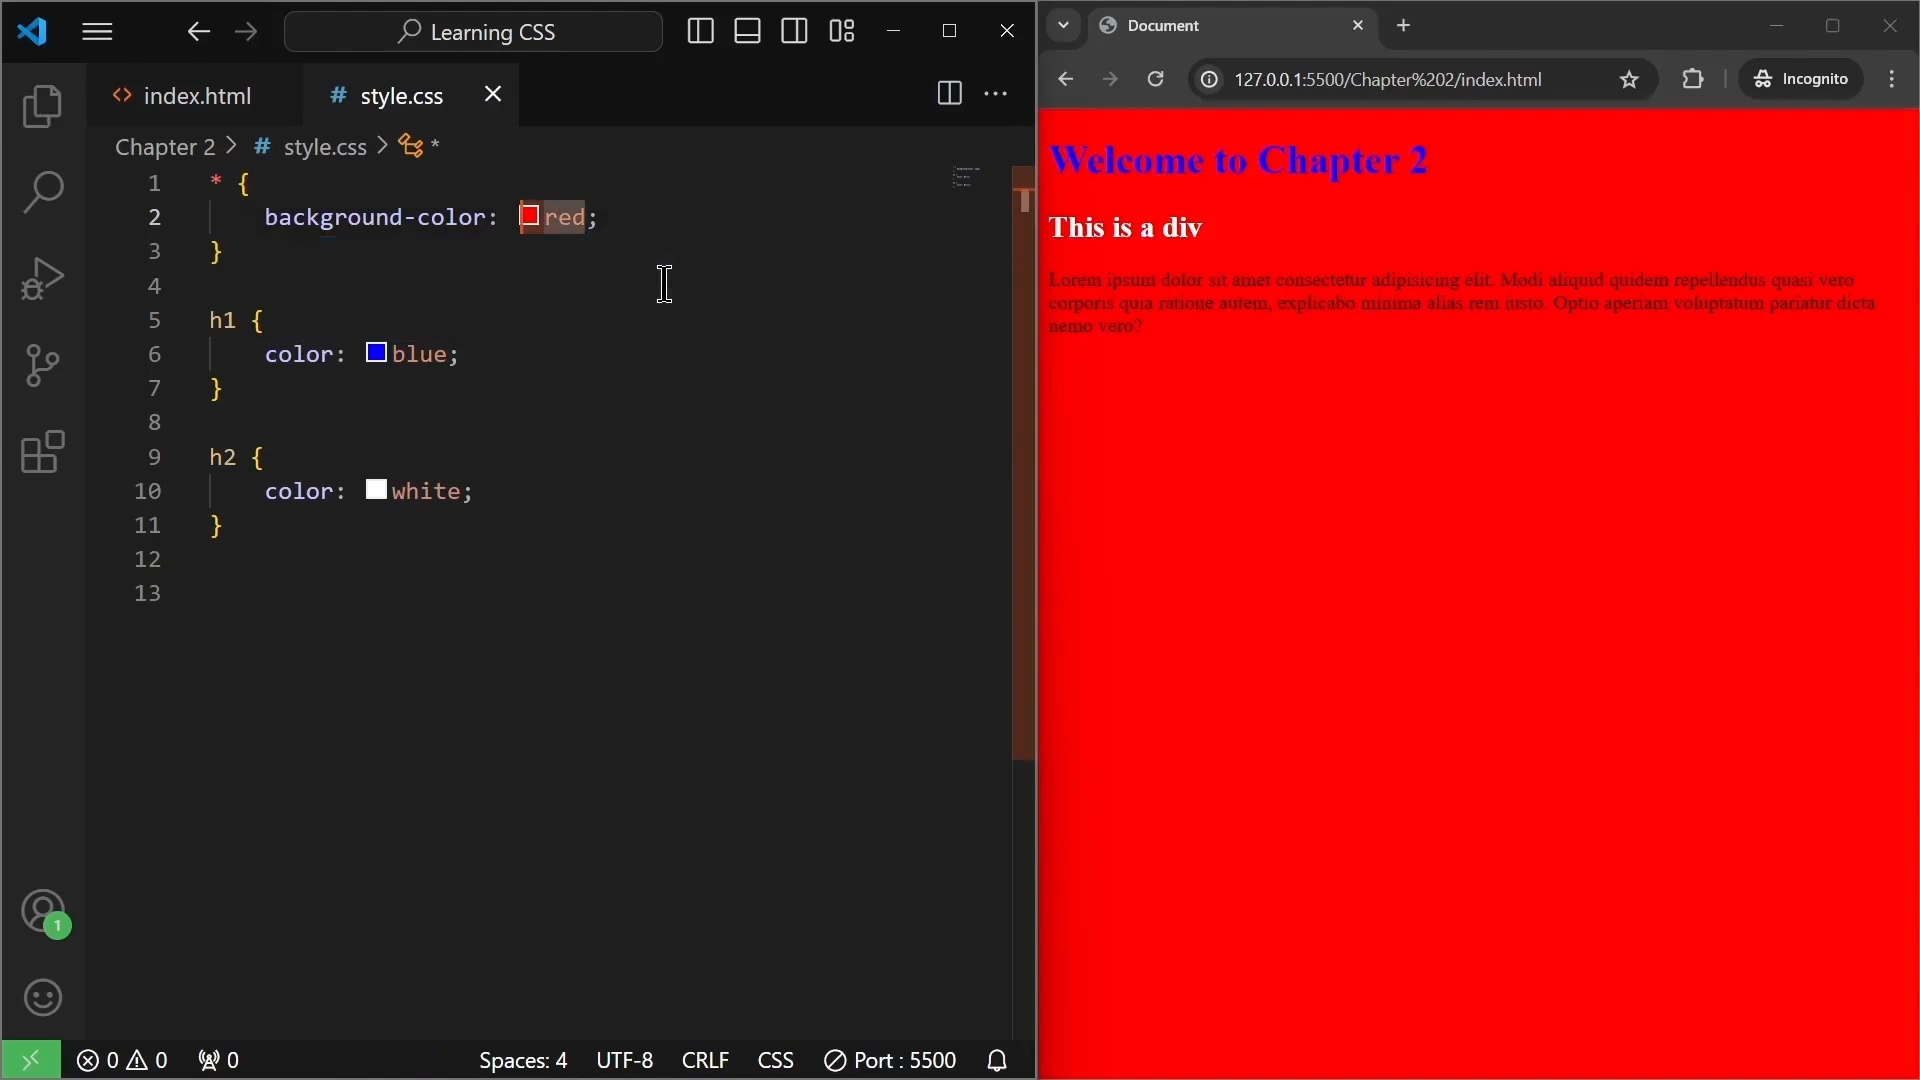 Learning CSS
index.html
# style.css
Chapter 2 > # style.css > *
1 * {
2 background-color: red;
3 }
4
5 h1 {
6 color: blue;
7 }
8
9 h2 {
10 color: white;
11 }
12
13
1
0 0 0
Spaces: 4 UTF-8 CRLF CSS Port : 5500
Document
127.0.0.1:5500/Chapter%202/index.html
Incognito
Welcome to Chapter 2
This is a div
Lorem ipsum dolor sit amet consectetur adipisicing elit. Modi aliquid quidem repellendus quasi vero
corporis quia ratione autem, explicabo minima alias rem iusto. Optio aperiam voluptatum pariatur dicta
nemo vero?